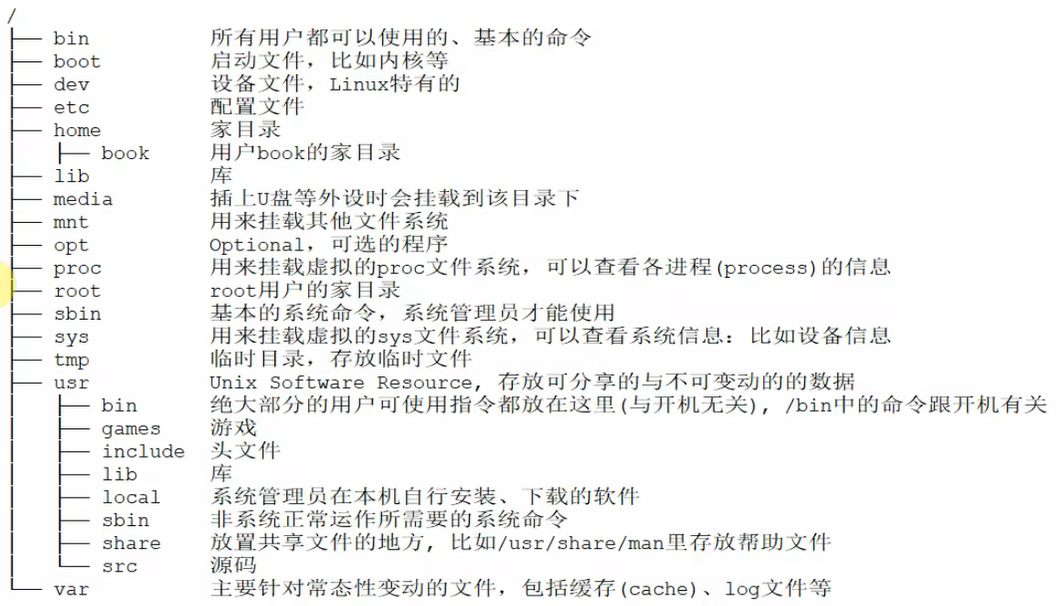 /
├── bin 所有用户都可以使用的、基本的命令
├── boot 启动文件，比如内核等
├── dev 设备文件，Linux特有的
├── etc 配置文件
├── home 家目录
│   ├── book 用户book的家目录
├── lib 库
├── media 插上U盘等外设时会挂载到该目录下
├── mnt 用来挂载其他文件系统
├── opt Optional，可选的程序
├── proc 用来挂载虚拟的proc文件系统，可以查看各进程(process)的信息
├── root root用户的家目录
├── sbin 基本的系统命令，系统管理员才能使用
├── sys 用来挂载虚拟的sys文件系统，可以查看系统信息：比如设备信息
├── tmp 临时目录，存放临时文件
├── usr Unix Software Resource, 存放可分享的与不可变动的的数据
│   ├── bin 绝大部分的用户可使用指令都放在这里(与开机无关), /bin中的命令跟开机有关
│   ├── games 游戏
│   ├── include 头文件
│   ├── lib 库
│   ├── local 系统管理员在本机自行安装、下载的软件
│   ├── sbin 非系统正常运作所需要的系统命令
│   ├── share 放置共享文件的地方, 比如/usr/share/man里存放帮助文件
│   └── src 源码
└── var 主要针对常态性变动的文件，包括缓存(cache)、log文件等